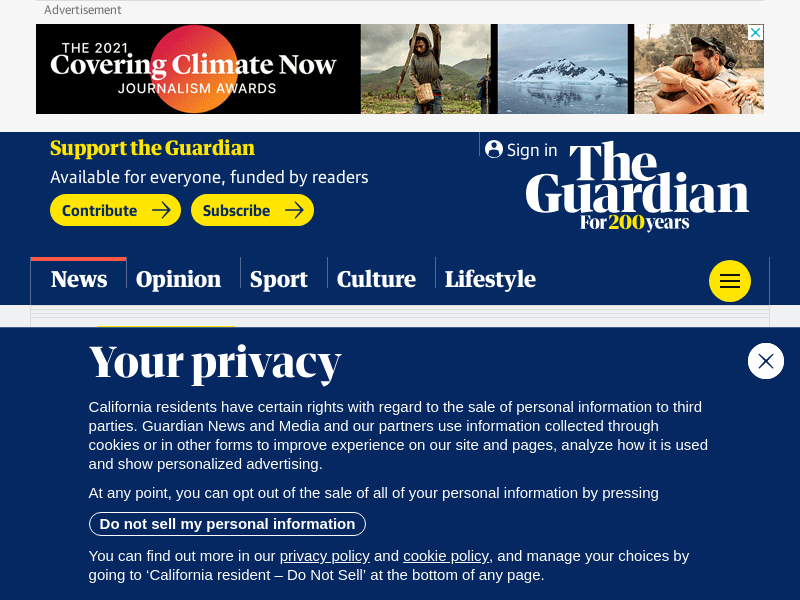 Advertisement
THE 2021
Covering Climate Now
JOURNALISM AWARDS
Support the Guardian
Available for everyone, funded by readers
Contribute
Subscribe
Sign in
The
Guardian
For 200 years
News
Opinion
Sport
Culture
Lifestyle
Your privacy
California residents have certain rights with regard to the sale of personal information to third
parties. Guardian News and Media and our partners use information collected through
cookies or in other forms to improve experience on our site and pages, analyze how it is used
and show personalized advertising.
At any point, you can opt out of the sale of all of your personal information by pressing
Do not sell my personal information
You can find out more in our privacy policy and cookie policy, and manage your choices by
going to ‘California resident – Do Not Sell’ at the bottom of any page.